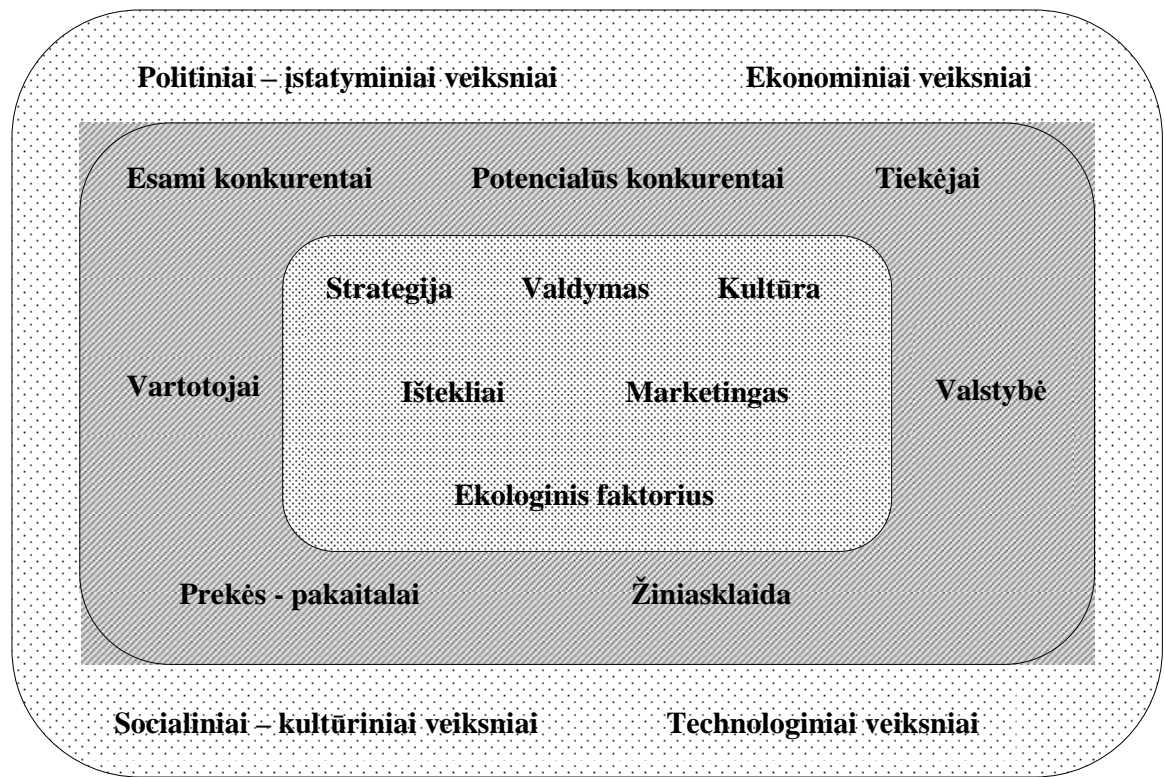 Politiniai – įstatyminiai veiksniai Ekonominiai veiksniai
Esami konkurentai Potencialūs konkurentai Tiekėjai
Strategija Valdymas Kultūra
Vartotojai Ištekliai Marketingas Valstybė
Ekologinis faktorius
Prekės - pakaitalai Žiniasklaida
Socialiniai – kultūriniai veiksniai Technologiniai veiksniai